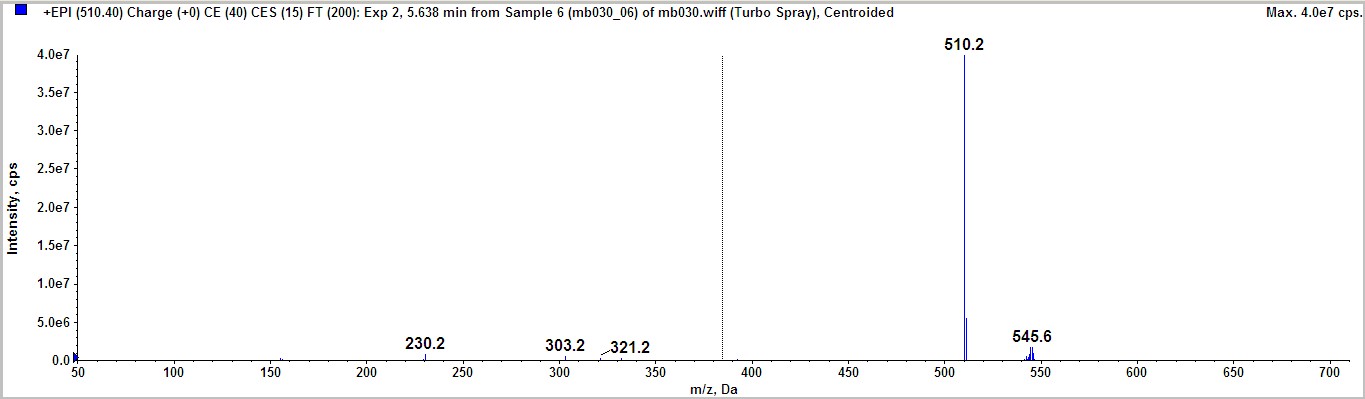 +EPI (510.40) Charge (+0) CE (40) CES (15) FT (200): Exp 2, 5.638 min from Sample 6 (mb030_06) of mb030.wiff (Turbo Spray), Centroided Max. 4.0e7 cps.
510.2
4.0e7
3.5e7
3.0e7
2.5e7
2.0e7
1.5e7
1.0e7
5.0e6
0.0
Intensity, cps
230.2 303.2 321.2 545.6
50 100 150 200 250 300 350 400 450 500 550 600 650 700
m/z, Da